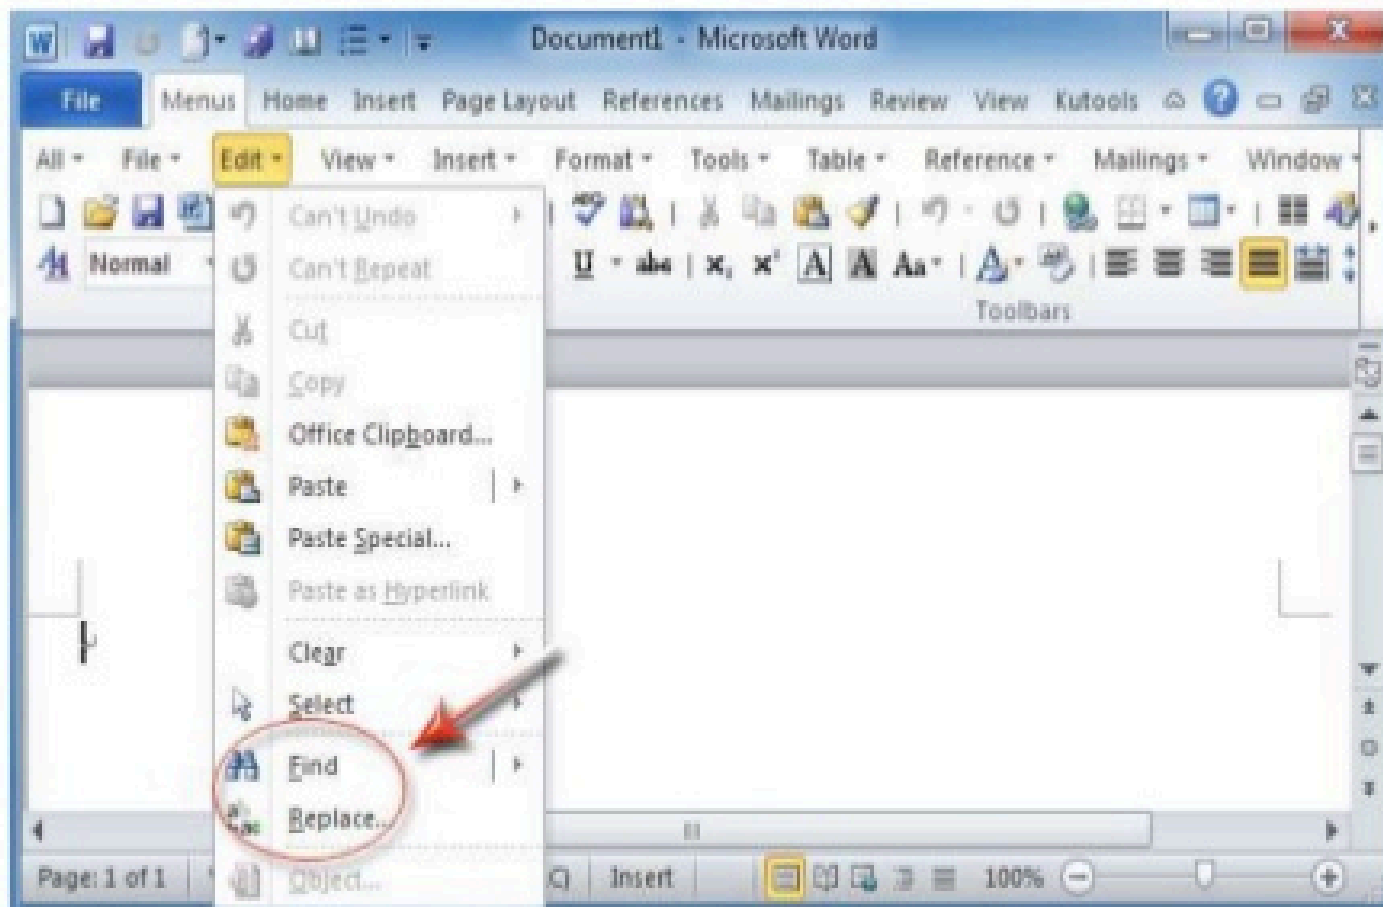 Document1 - Microsoft Word
File Menus Home Insert Page Layout References Mailings Review View Kutools
All File Edit View Insert Format Tools Table Reference Mailings Window
Normal U abc x, x' A A Aa A
Toolbars
Can't Undo
Can't Repeat
Cut
Copy
Office Clipboard...
Paste
Paste Special...
Paste as Hyperlink
Clear
Select
Find
Replace...
Object...
Page: 1 of 1 Insert 100%